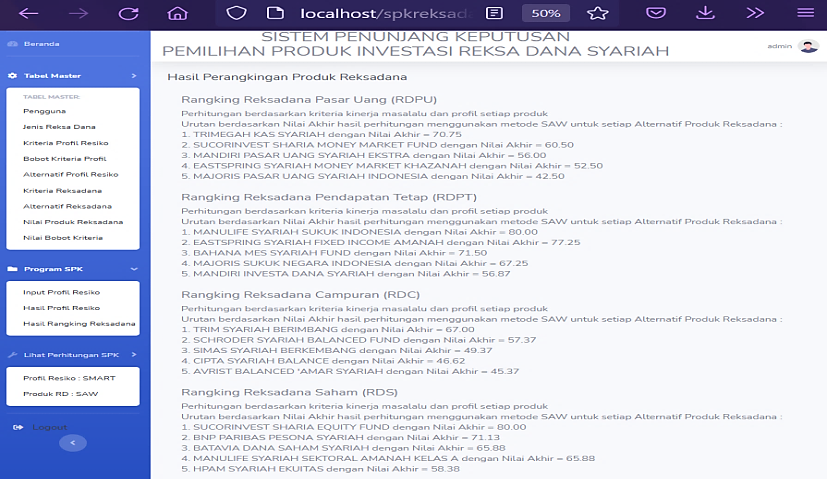 localhost/spkreksad
50%
SISTEM PENUNJANG KEPUTUSAN
PEMILIHAN PRODUK INVESTASI REKSA DANA SYARIAH
admin
Beranda
Tabel Master
TABEL MASTER:
Pengguna
Jenis Reksa Dana
Kriteria Profil Resiko
Bobot Kriteria Profil
Alternatif Profil Resiko
Kriteria Reksadana
Alternatif Reksadana
Nilai Produk Reksadana
Nilai Bobot Kriteria
Program SPK
Input Profil Resiko
Hasil Profil Resiko
Hasil Rangking Reksadana
Lihat Perhitungan SPK
Profil Resiko : SMART
Produk RD : SAW
Logout
Hasil Perangkingan Produk Reksadana
Rangking Reksadana Pasar Uang (RDPU)
Perhitungan berdasarkan kriteria kinerja masalalu dan profil setiap produk
Urutan berdasarkan Nilai Akhir hasil perhitungan menggunakan metode SAW untuk setiap Alternatif Produk Reksadana :
1. TRIMEGAH KAS SYARIAH dengan Nilai Akhir = 70.75
2. SUCORINVEST SHARIA MONEY MARKET FUND dengan Nilai Akhir = 60.50
3. MANDIRI PASAR UANG SYARIAH EKSTRA dengan Nilai Akhir = 56.00
4. EASTSPRING SYARIAH MONEY MARKET KHAZANAH dengan Nilai Akhir = 52.50
5. MAJORIS PASAR UANG SYARIAH INDONESIA dengan Nilai Akhir = 42.50
Rangking Reksadana Pendapatan Tetap (RDPT)
Perhitungan berdasarkan kriteria kinerja masalalu dan profil setiap produk
Urutan berdasarkan Nilai Akhir hasil perhitungan menggunakan metode SAW untuk setiap Alternatif Produk Reksadana :
1. MANULIFE SYARIAH SUKUK INDONESIA dengan Nilai Akhir = 80.00
2. EASTSPRING SYARIAH FIXED INCOME AMANAH dengan Nilai Akhir = 77.25
3. BAHANA MES SYARIAH FUND dengan Nilai Akhir = 71.50
4. MAJORIS SUKUK NEGARA INDONESIA dengan Nilai Akhir = 67.25
5. MANDIRI INVESTA DANA SYARIAH dengan Nilai Akhir = 56.87
Rangking Reksadana Campuran (RDC)
Perhitungan berdasarkan kriteria kinerja masalalu dan profil setiap produk
Urutan berdasarkan Nilai Akhir hasil perhitungan menggunakan metode SAW untuk setiap Alternatif Produk Reksadana :
1. TRIM SYARIAH BERIMBANG dengan Nilai Akhir = 67.00
2. SCHRODER SYARIAH BALANCED FUND dengan Nilai Akhir = 57.37
3. SIMAS SYARIAH BERKEMBANG dengan Nilai Akhir = 49.37
4. CIPTA SYARIAH BALANCE dengan Nilai Akhir = 46.62
5. AVRIST BALANCED 'AMAR SYARIAH dengan Nilai Akhir = 45.37
Rangking Reksadana Saham (RDS)
Perhitungan berdasarkan kriteria kinerja masalalu dan profil setiap produk
Urutan berdasarkan Nilai Akhir hasil perhitungan menggunakan metode SAW untuk setiap Alternatif Produk Reksadana :
1. SUCORINVEST SHARIA EQUITY FUND dengan Nilai Akhir = 80.00
2. BNP PARIBAS PESONA SYARIAH dengan Nilai Akhir = 71.13
3. BATAVIA DANA SAHAM SYARIAH dengan Nilai Akhir = 65.88
4. MANULIFE SYARIAH SEKTORAL AMANAH KELAS A dengan Nilai Akhir = 65.88
5. HPAM SYARIAH EKUITAS dengan Nilai Akhir = 58.38